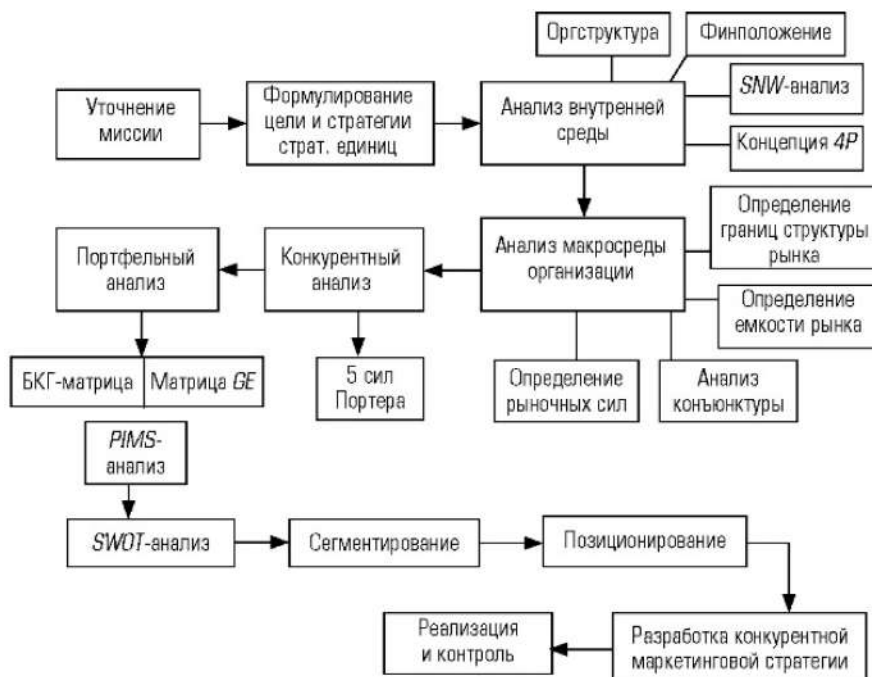 Оргструктура
Финположение
Уточнение
миссии
Формулирование
цели и стратегии
страт. единиц
Анализ внутренней
среды
SNW-анализ
Концепция 4P
Портфельный
анализ
Конкурентный
анализ
Анализ макросреды
организации
Определение
границ структуры
рынка
Определение
емкости рынка
БКГ-матрица
Матрица GE
5 сил
Портера
Определение
рыночных сил
Анализ
конъюнктуры
PIMS-
анализ
SWOT-анализ
Сегментирование
Позиционирование
Реализация
и контроль
Разработка конкурентной
маркетинговой стратегии